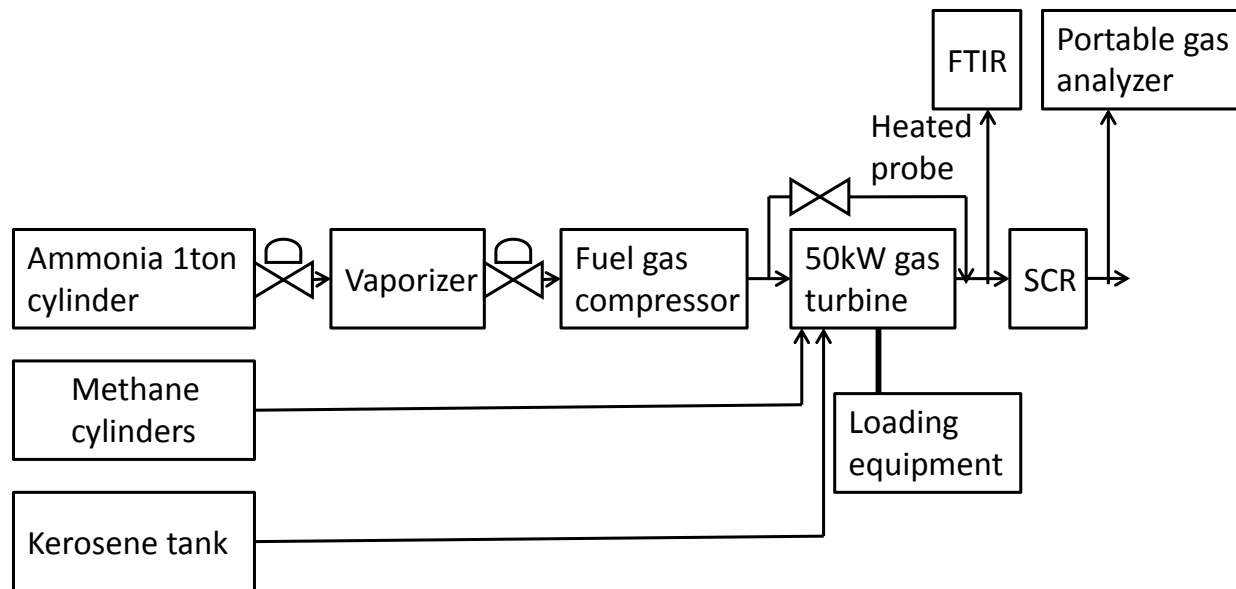 FTIR
Portable gas
analyzer
Heated
probe
Ammonia 1ton
cylinder
Vaporizer
Fuel gas
compressor
50kW gas
turbine
SCR
Methane
cylinders
Loading
equipment
Kerosene tank